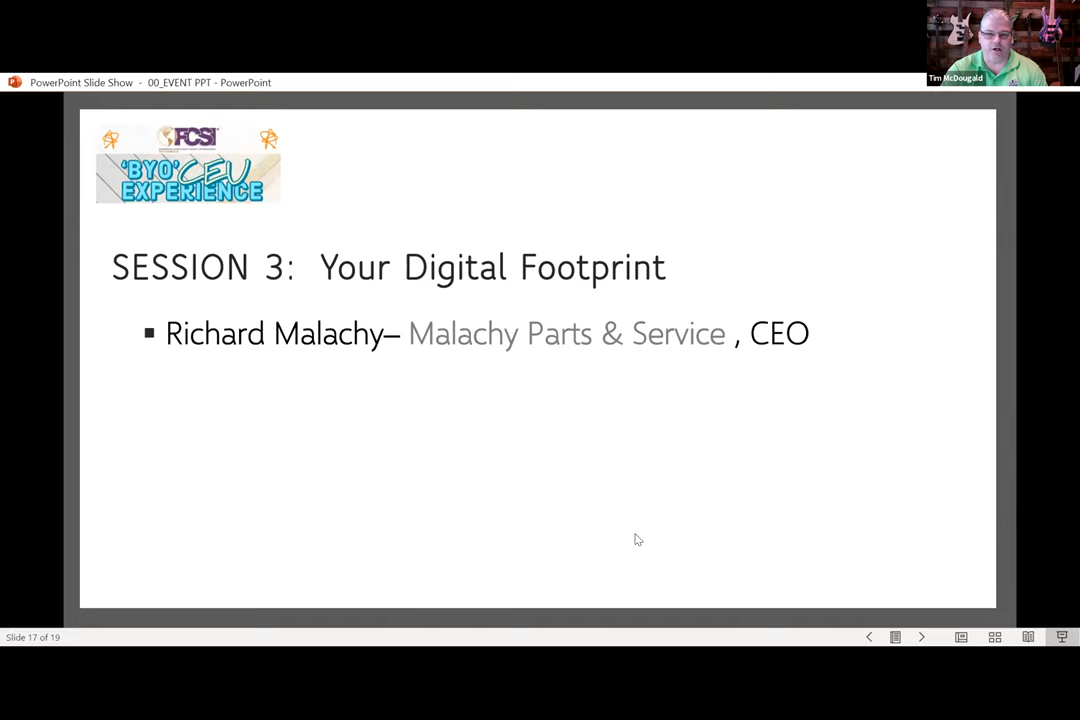 Tim McDougald
PowerPoint Slide Show - 00_EVENT PPT - PowerPoint
FCSI
'BYO' CEU
EXPERIENCE
SESSION 3: Your Digital Footprint
▪ Richard Malachy– Malachy Parts & Service , CEO
Slide 17 of 19